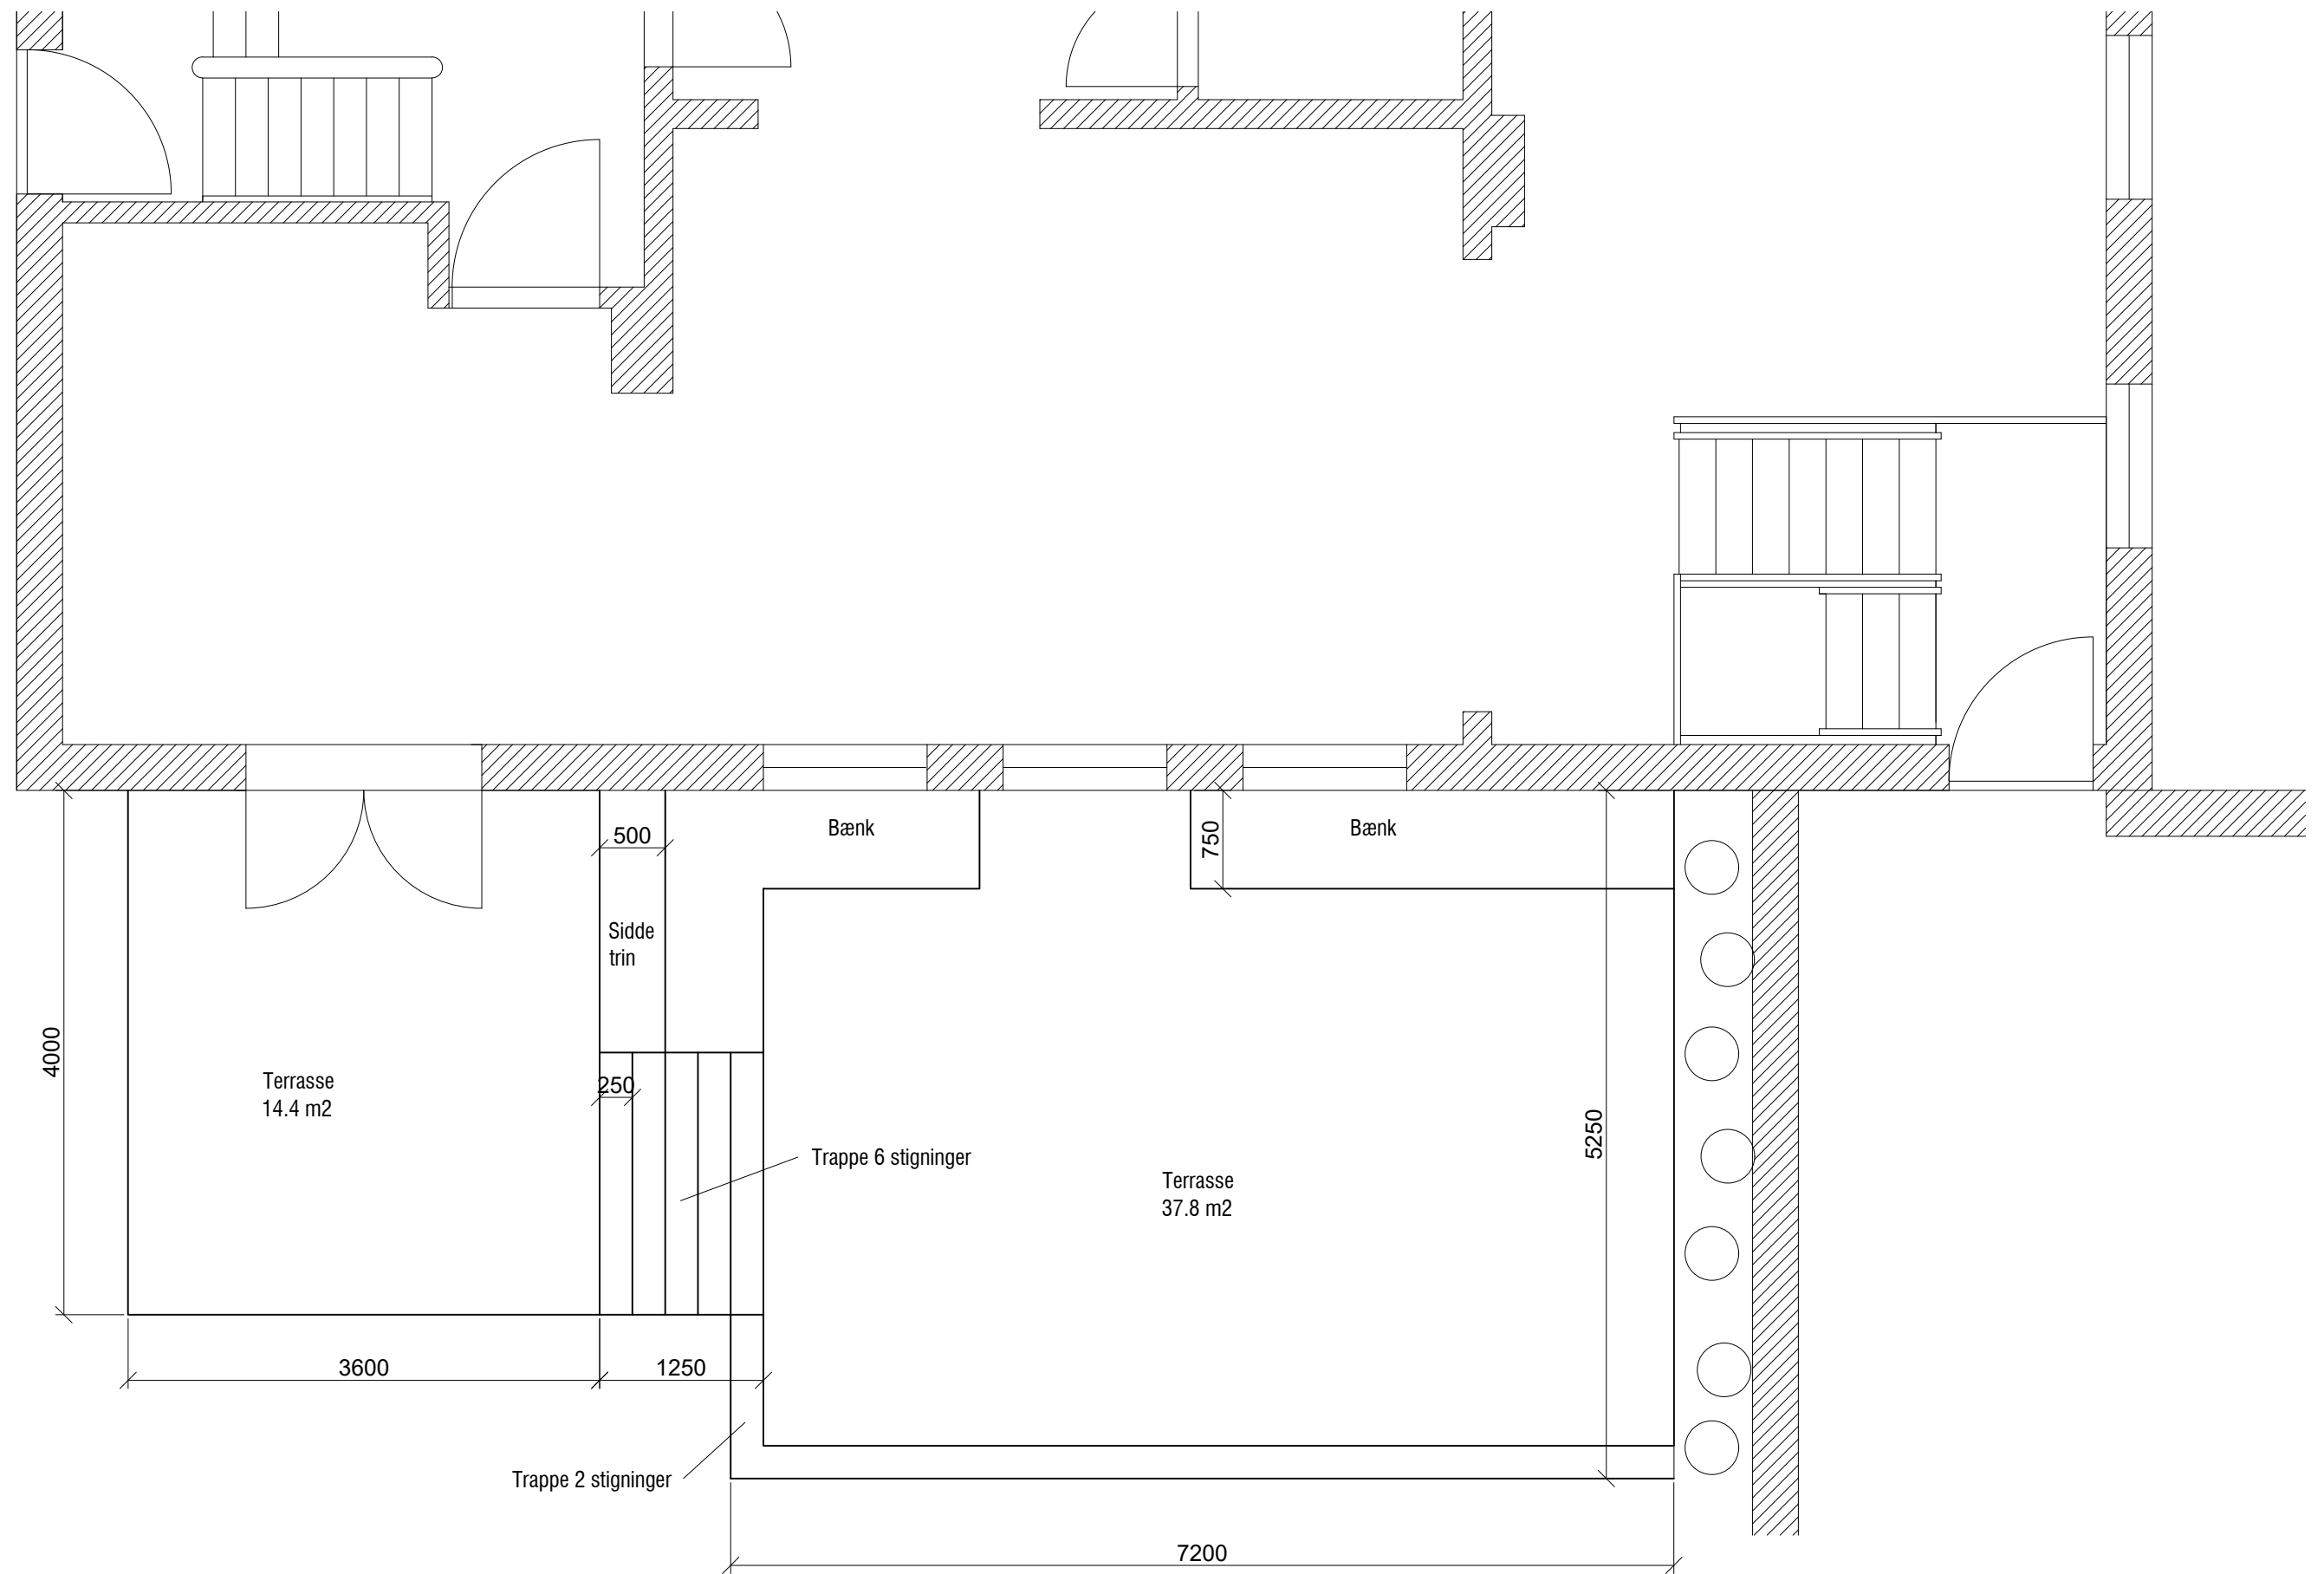 Bænk
Bænk
500
750
Sidde
trin
4000
Terrasse
14.4 m2
250
Trappe 6 stigninger
5250
Terrasse
37.8 m2
3600
1250
Trappe 2 stigninger
7200